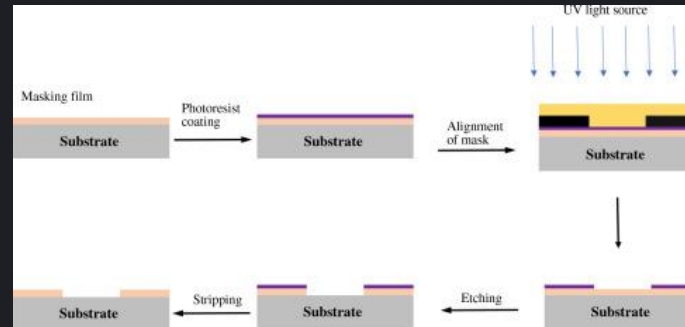 UV light source
Masking film
Photoresist
coating
Substrate
Substrate
Alignment
of mask
Substrate
Substrate
Stripping
Substrate
Etching
Substrate